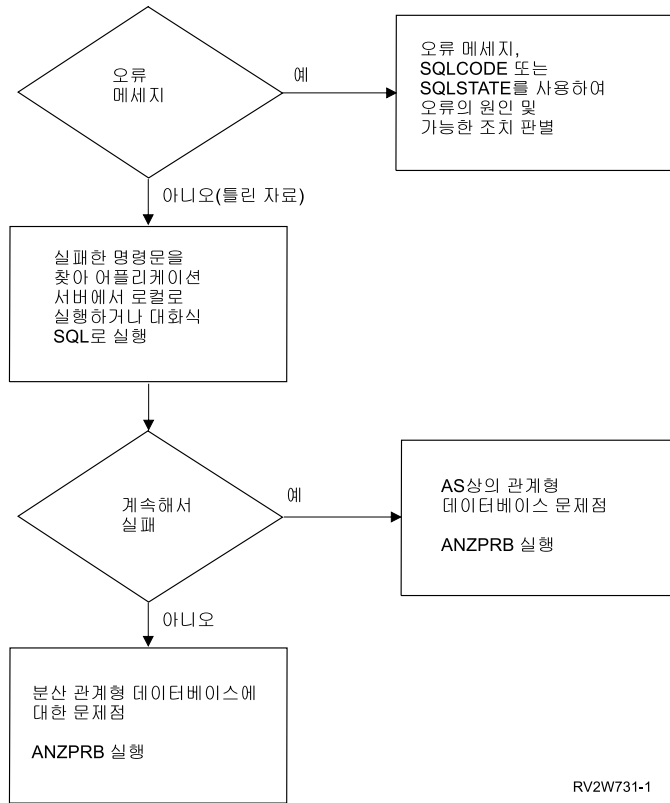 오류
메세지
예
오류 메세지,
SQLCODE 또는
SQLSTATE를 사용하여
오류의 원인 및
가능한 조치 판별
아니오(틀린 자료)
실패한 명령문을
찾아 어플리케이션
서버에서 로컬로
실행하거나 대화식
SQL로 실행
계속해서
실패
예
AS상의 관계형
데이터베이스 문제점
ANZPRB 실행
아니오
분산 관계형 데이터베이스에
대한 문제점
ANZPRB 실행
RV2W731-1